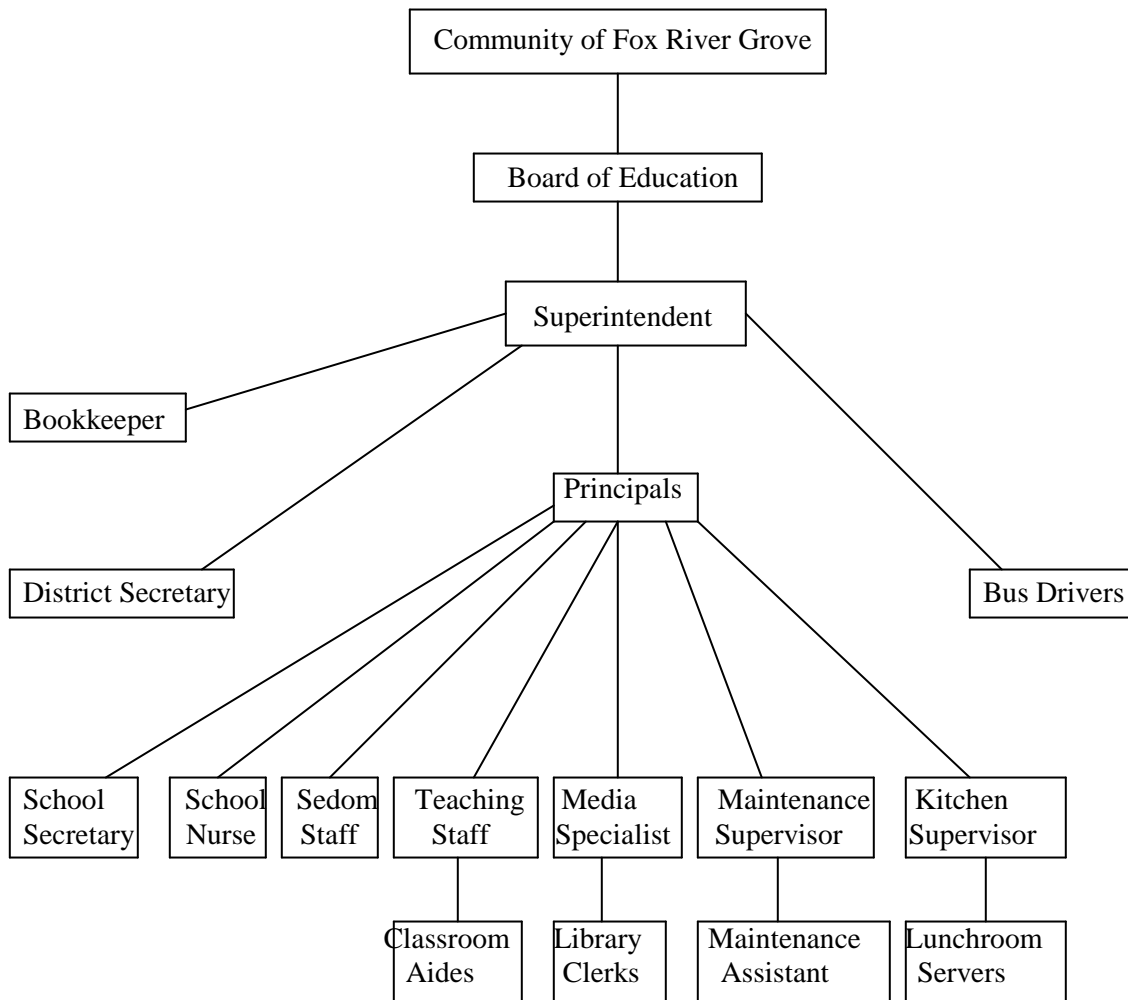 Community of Fox River Grove
Board of Education
Superintendent
Bookkeeper
Principals
District Secretary
Bus Drivers
School
Secretary
School
Nurse
Sedom
Staff
Teaching
Staff
Media
Specialist
Maintenance
Supervisor
Kitchen
Supervisor
Classroom
Aides
Library
Clerks
Maintenance
Assistant
Lunchroom
Servers